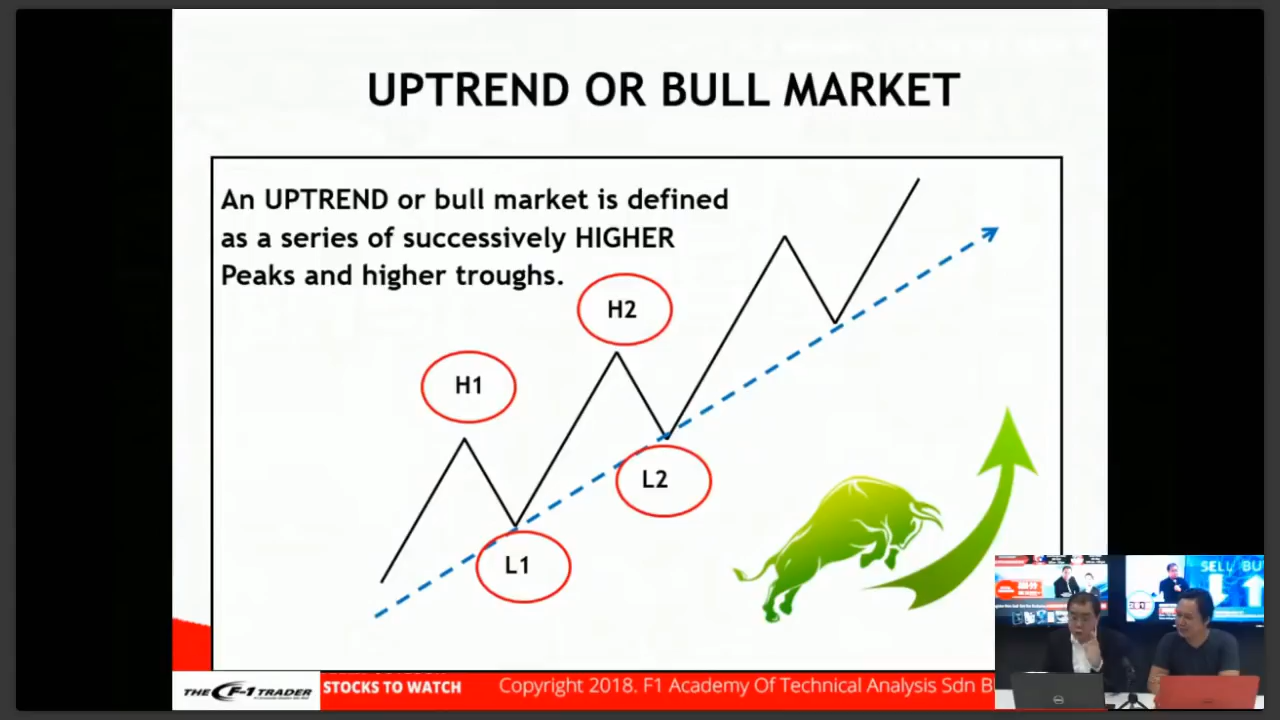 UPTREND OR BULL MARKET
An UPTREND or bull market is defined
as a series of successively HIGHER
Peaks and higher troughs.
H2
H1
L2
L1
SELL BU
THE F-1 TRADER
STOCKS TO WATCH
Copyright 2018. F1 Academy Of Technical Analysis Sdn B